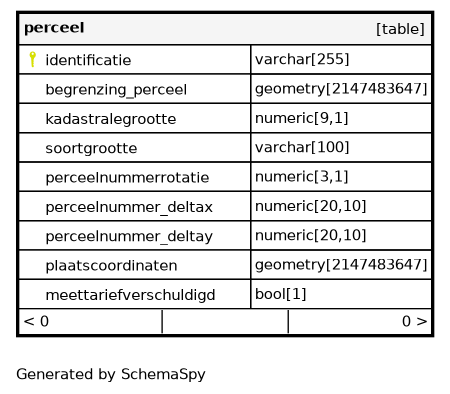 perceel [table]
identificatie varchar[255]
begrenzing_perceel geometry[2147483647]
kadastralegrootte numeric[9,1]
soortgrootte varchar[100]
perceelnummerrotatie numeric[3,1]
perceelnummer_deltax numeric[20,10]
perceelnummer_deltay numeric[20,10]
plaatscoordinaten geometry[2147483647]
meettariefverschuldigd bool[1]
< 0 0 >
Generated by SchemaSpy